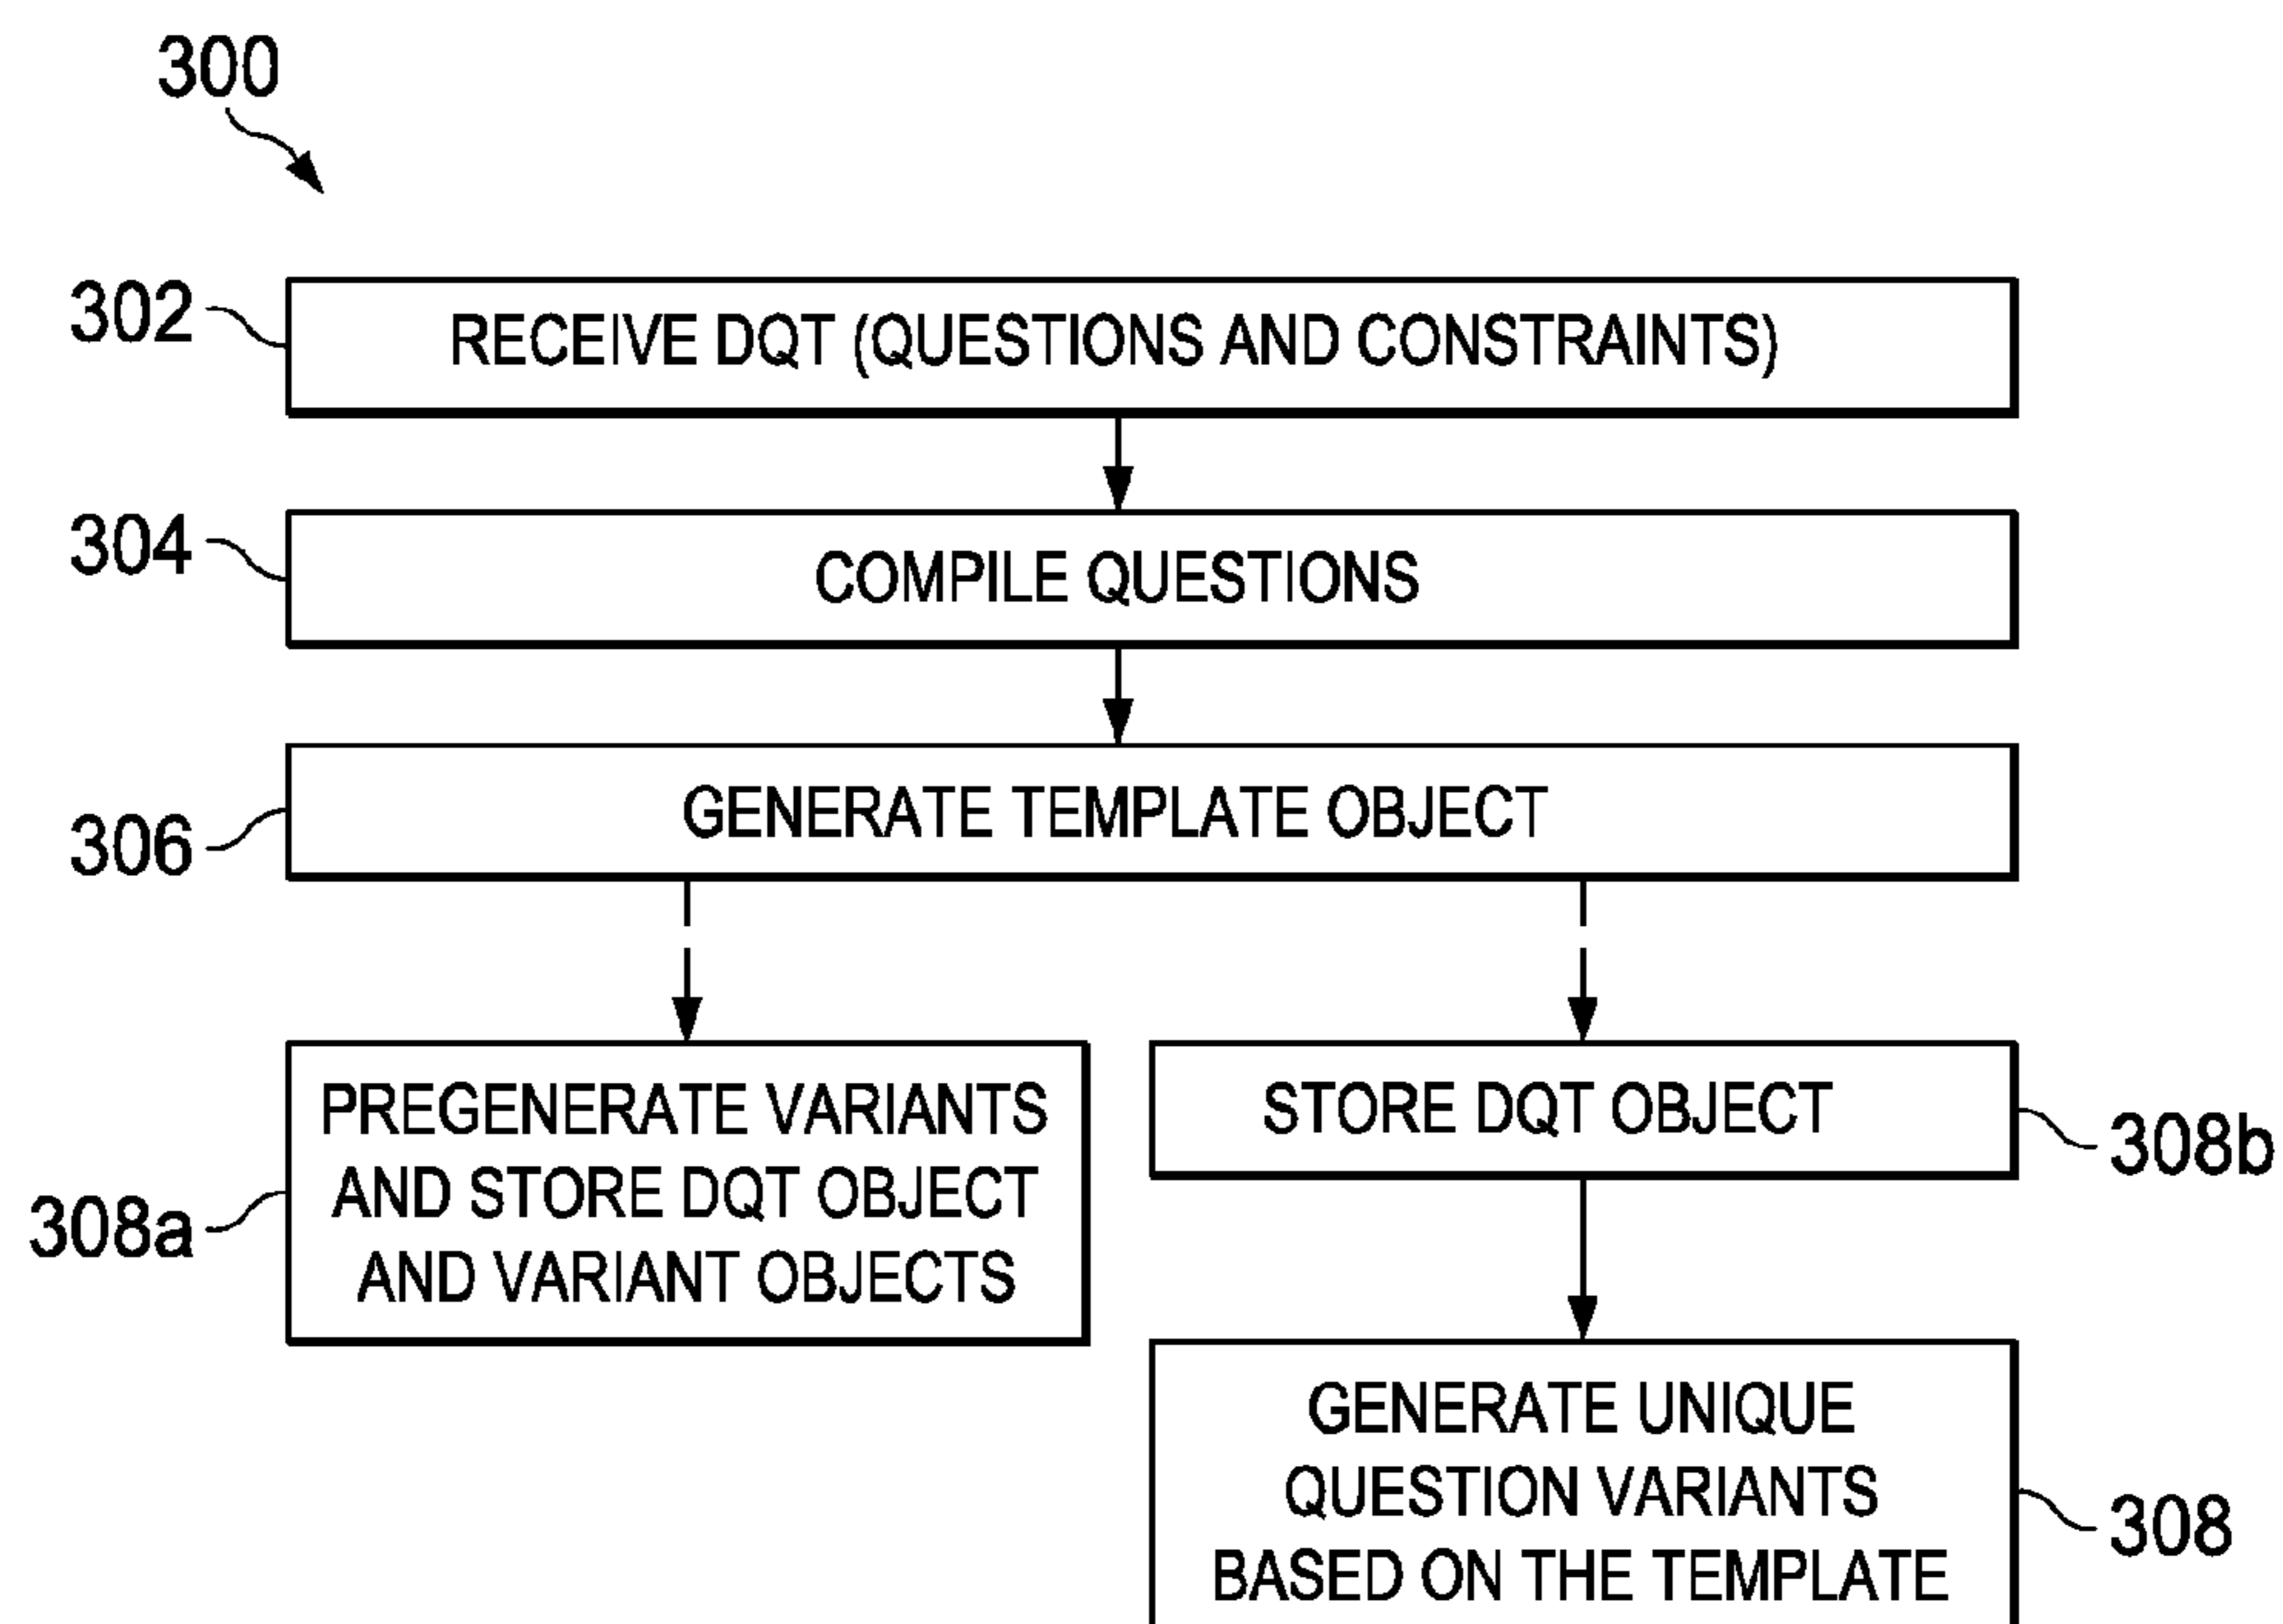 300
302
RECEIVE DQT (QUESTIONS AND CONSTRAINTS)
304
COMPILE QUESTIONS
306
GENERATE TEMPLATE OBJECT
308a
PREGENERATE VARIANTS
AND STORE DQT OBJECT
AND VARIANT OBJECTS
STORE DQT OBJECT
308b
GENERATE UNIQUE
QUESTION VARIANTS
BASED ON THE TEMPLATE
308